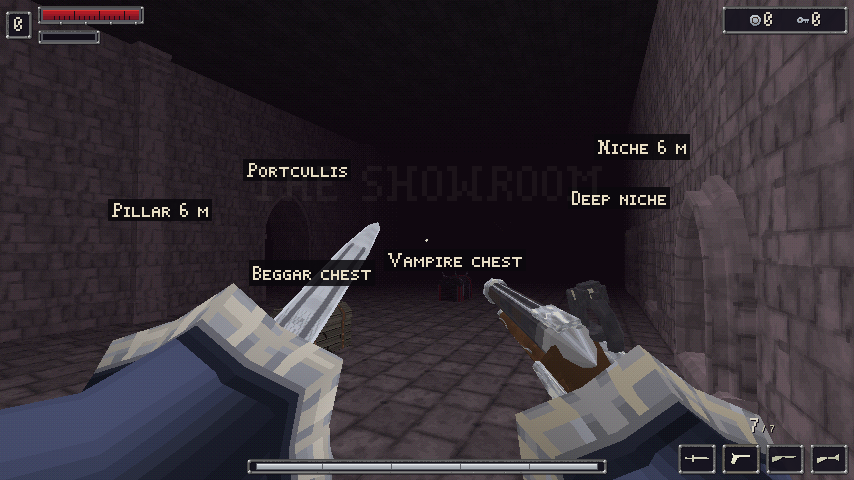 0
0 0
Niche 6 m
Portcullis
THE SHOWROOM
Deep niche
Pillar 6 m
Vampire chest
Beggar chest
7/7